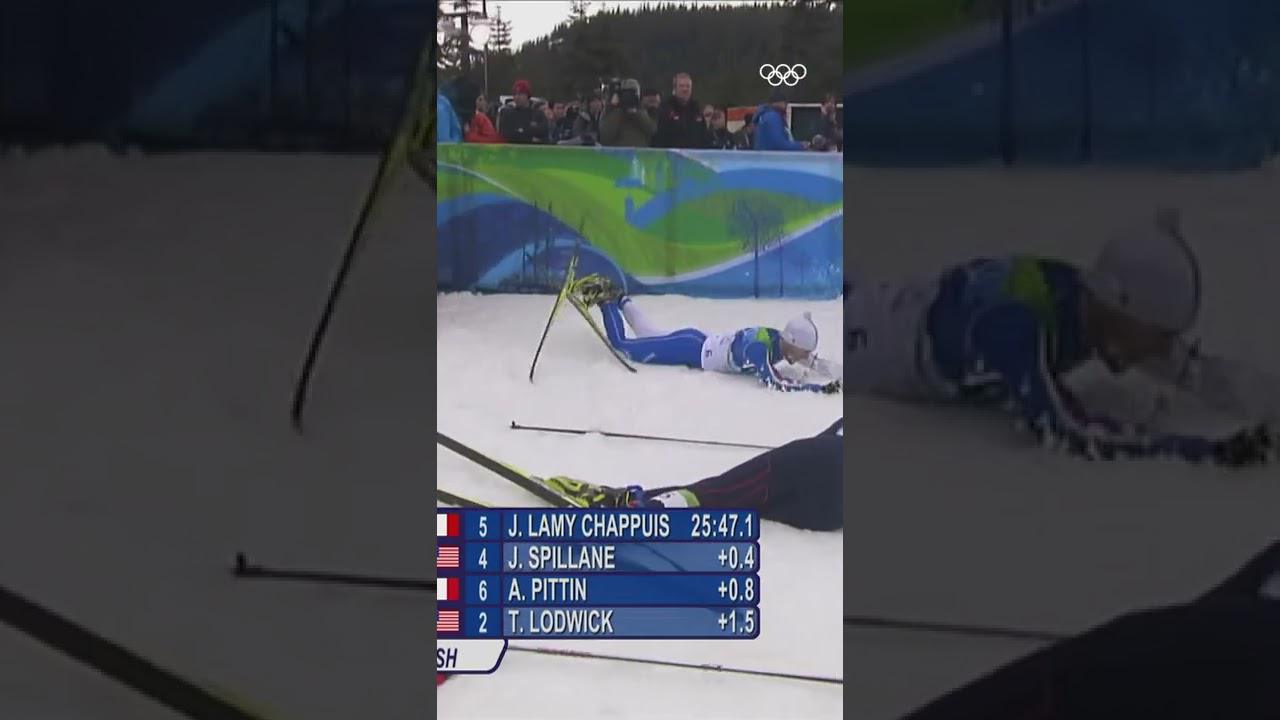 5 J. LAMY CHAPPUIS 25:47.1
4 J. SPILLANE +0.4
6 A. PITTIN +0.8
2 T. LODWICK +1.5
SH